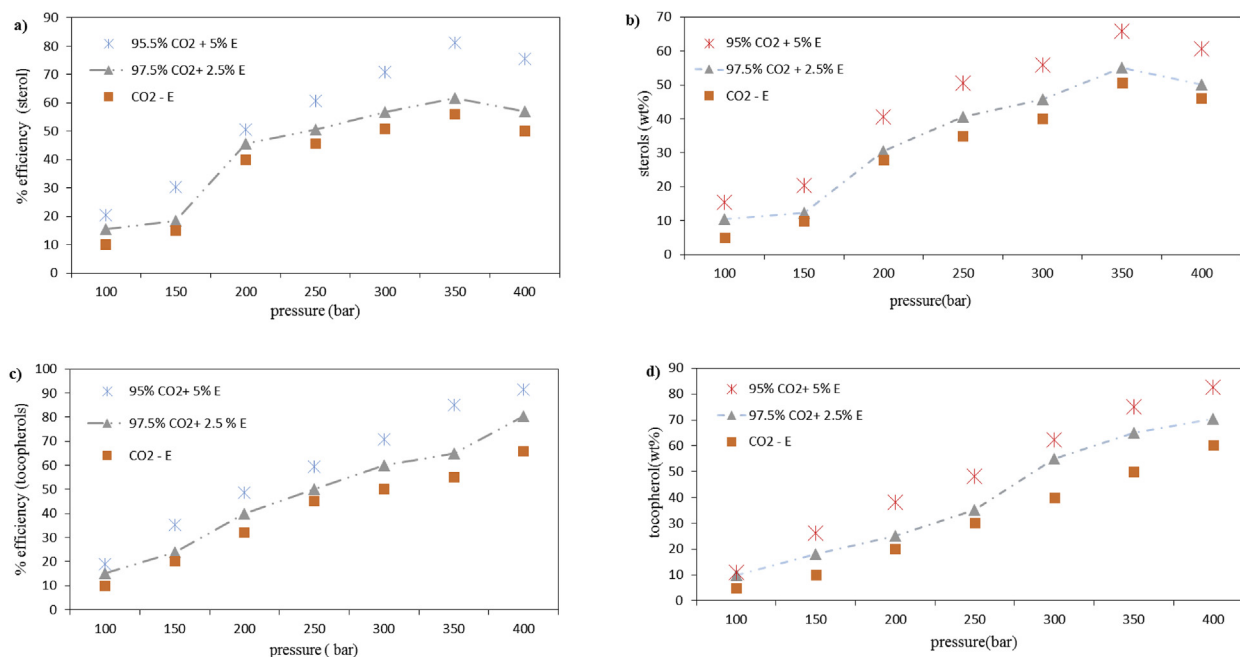 a)
% efficiency (sterol)
90
80
70
60
50
40
30
20
10
0
95.5% CO2 + 5% E
97.5% CO2+ 2.5% E
CO2 - E
100 150 200 250 300 350 400
pressure (bar)
b)
sterols (wt%)
70
60
50
40
30
20
10
0
95% CO2 + 5% E
97.5% CO2 + 2.5% E
CO2 - E
100 150 200 250 300 350 400
pressure(bar)
c)
% efficiency (tocopherols)
100
90
80
70
60
50
40
30
20
10
0
95% CO2+ 5% E
97.5% CO2+ 2.5 % E
CO2 - E
100 150 200 250 300 350 400
pressure ( bar)
d)
tocopherol(wt%)
90
80
70
60
50
40
30
20
10
0
95% CO2+ 5% E
97.5% CO2+ 2.5% E
CO2 - E
100 150 200 250 300 350 400
pressure(bar)